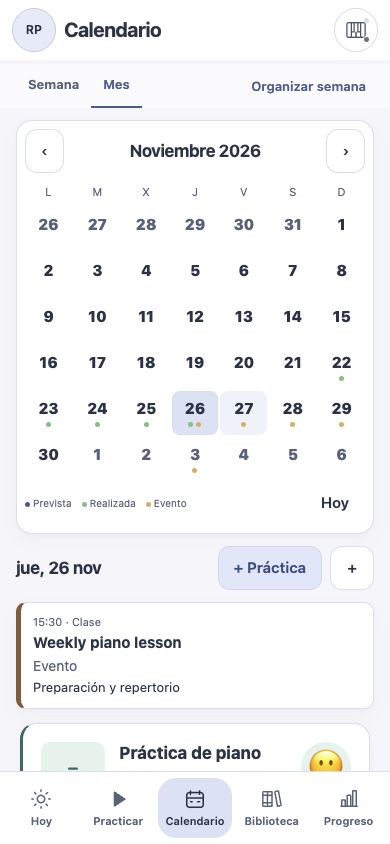 RP Calendario
Semana Mes Organizar semana
‹ Noviembre 2026 ›
L M X J V S D
26 27 28 29 30 31 1
2 3 4 5 6 7 8
9 10 11 12 13 14 15
16 17 18 19 20 21 22
23 24 25 26 27 28 29
30 1 2 3 4 5 6
Prevista Realizada Evento Hoy
jue, 26 nov + Práctica +
15:30 · Clase
Weekly piano lesson
Evento
Preparación y repertorio
Práctica de piano
Hoy Practicar Calendario Biblioteca Progreso